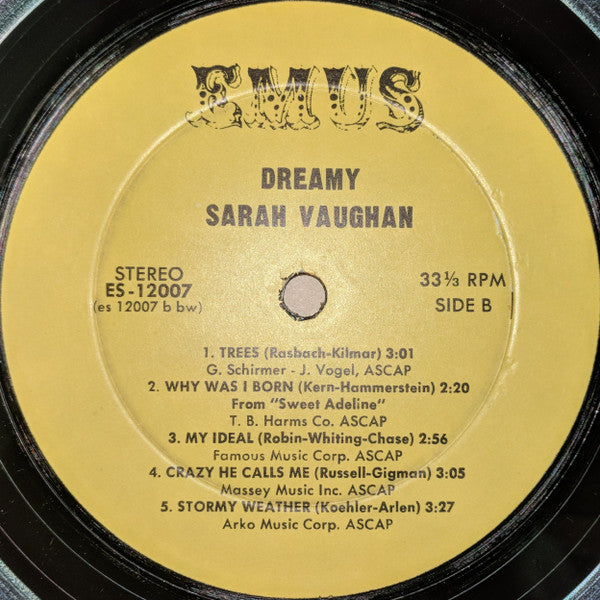 EMUS
DREAMY
SARAH VAUGHAN
STEREO
ES-12007
(es 12007 b bw)
33⅓ RPM
SIDE B
1. TREES (Rasbach-Kilmar) 3:01
G. Schirmer - J. Vogel, ASCAP
2. WHY WAS I BORN (Kern-Hammerstein) 2:20
From "Sweet Adeline"
T. B. Harms Co. ASCAP
3. MY IDEAL (Robin-Whiting-Chase) 2:56
Famous Music Corp. ASCAP
4. CRAZY HE CALLS ME (Russell-Gigman) 3:05
Massey Music Inc. ASCAP
5. STORMY WEATHER (Koehler-Arlen) 3:27
Arko Music Corp. ASCAP